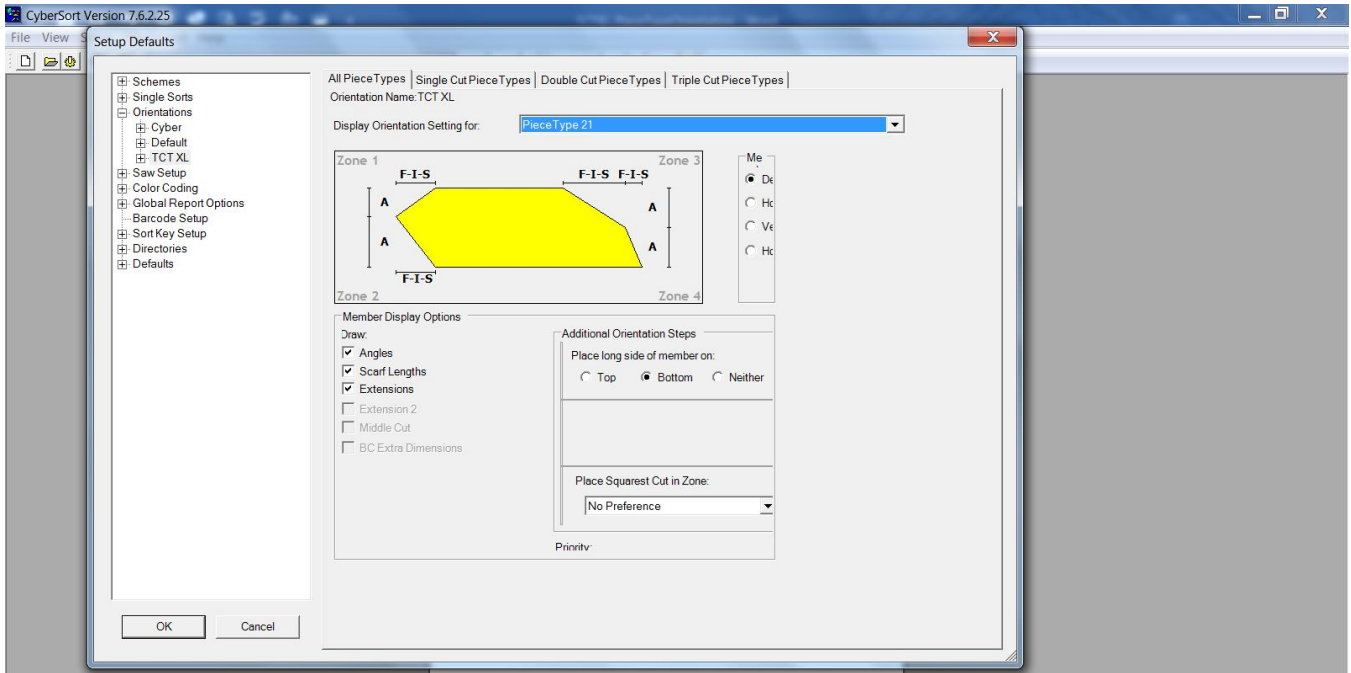 CyberSort Version 7.6.2.25
File View
Setup Defaults
Schemes
Single Sorts
Orientations
Cyber
Default
TCT XL
Saw Setup
Color Coding
Global Report Options
Barcode Setup
Sort Key Setup
Directories
Defaults
OK Cancel
All PieceTypes Single Cut PieceTypes Double Cut PieceTypes Triple Cut PieceTypes
Orientation Name:TCT XL
Display Orientation Setting for: PieceType 21
Zone 1 Zone 3
F-I-S F-I-S F-I-S
A A
A A
F-I-S
Zone 2 Zone 4
Me
De
Ho
Ve
Ho
Member Display Options
Draw:
Angles
Scarf Lengths
Extensions
Extension 2
Middle Cut
BC Extra Dimensions
Additional Orientation Steps
Place long side of member on:
Top Bottom Neither
Place Squarest Cut in Zone:
No Preference
Priority: